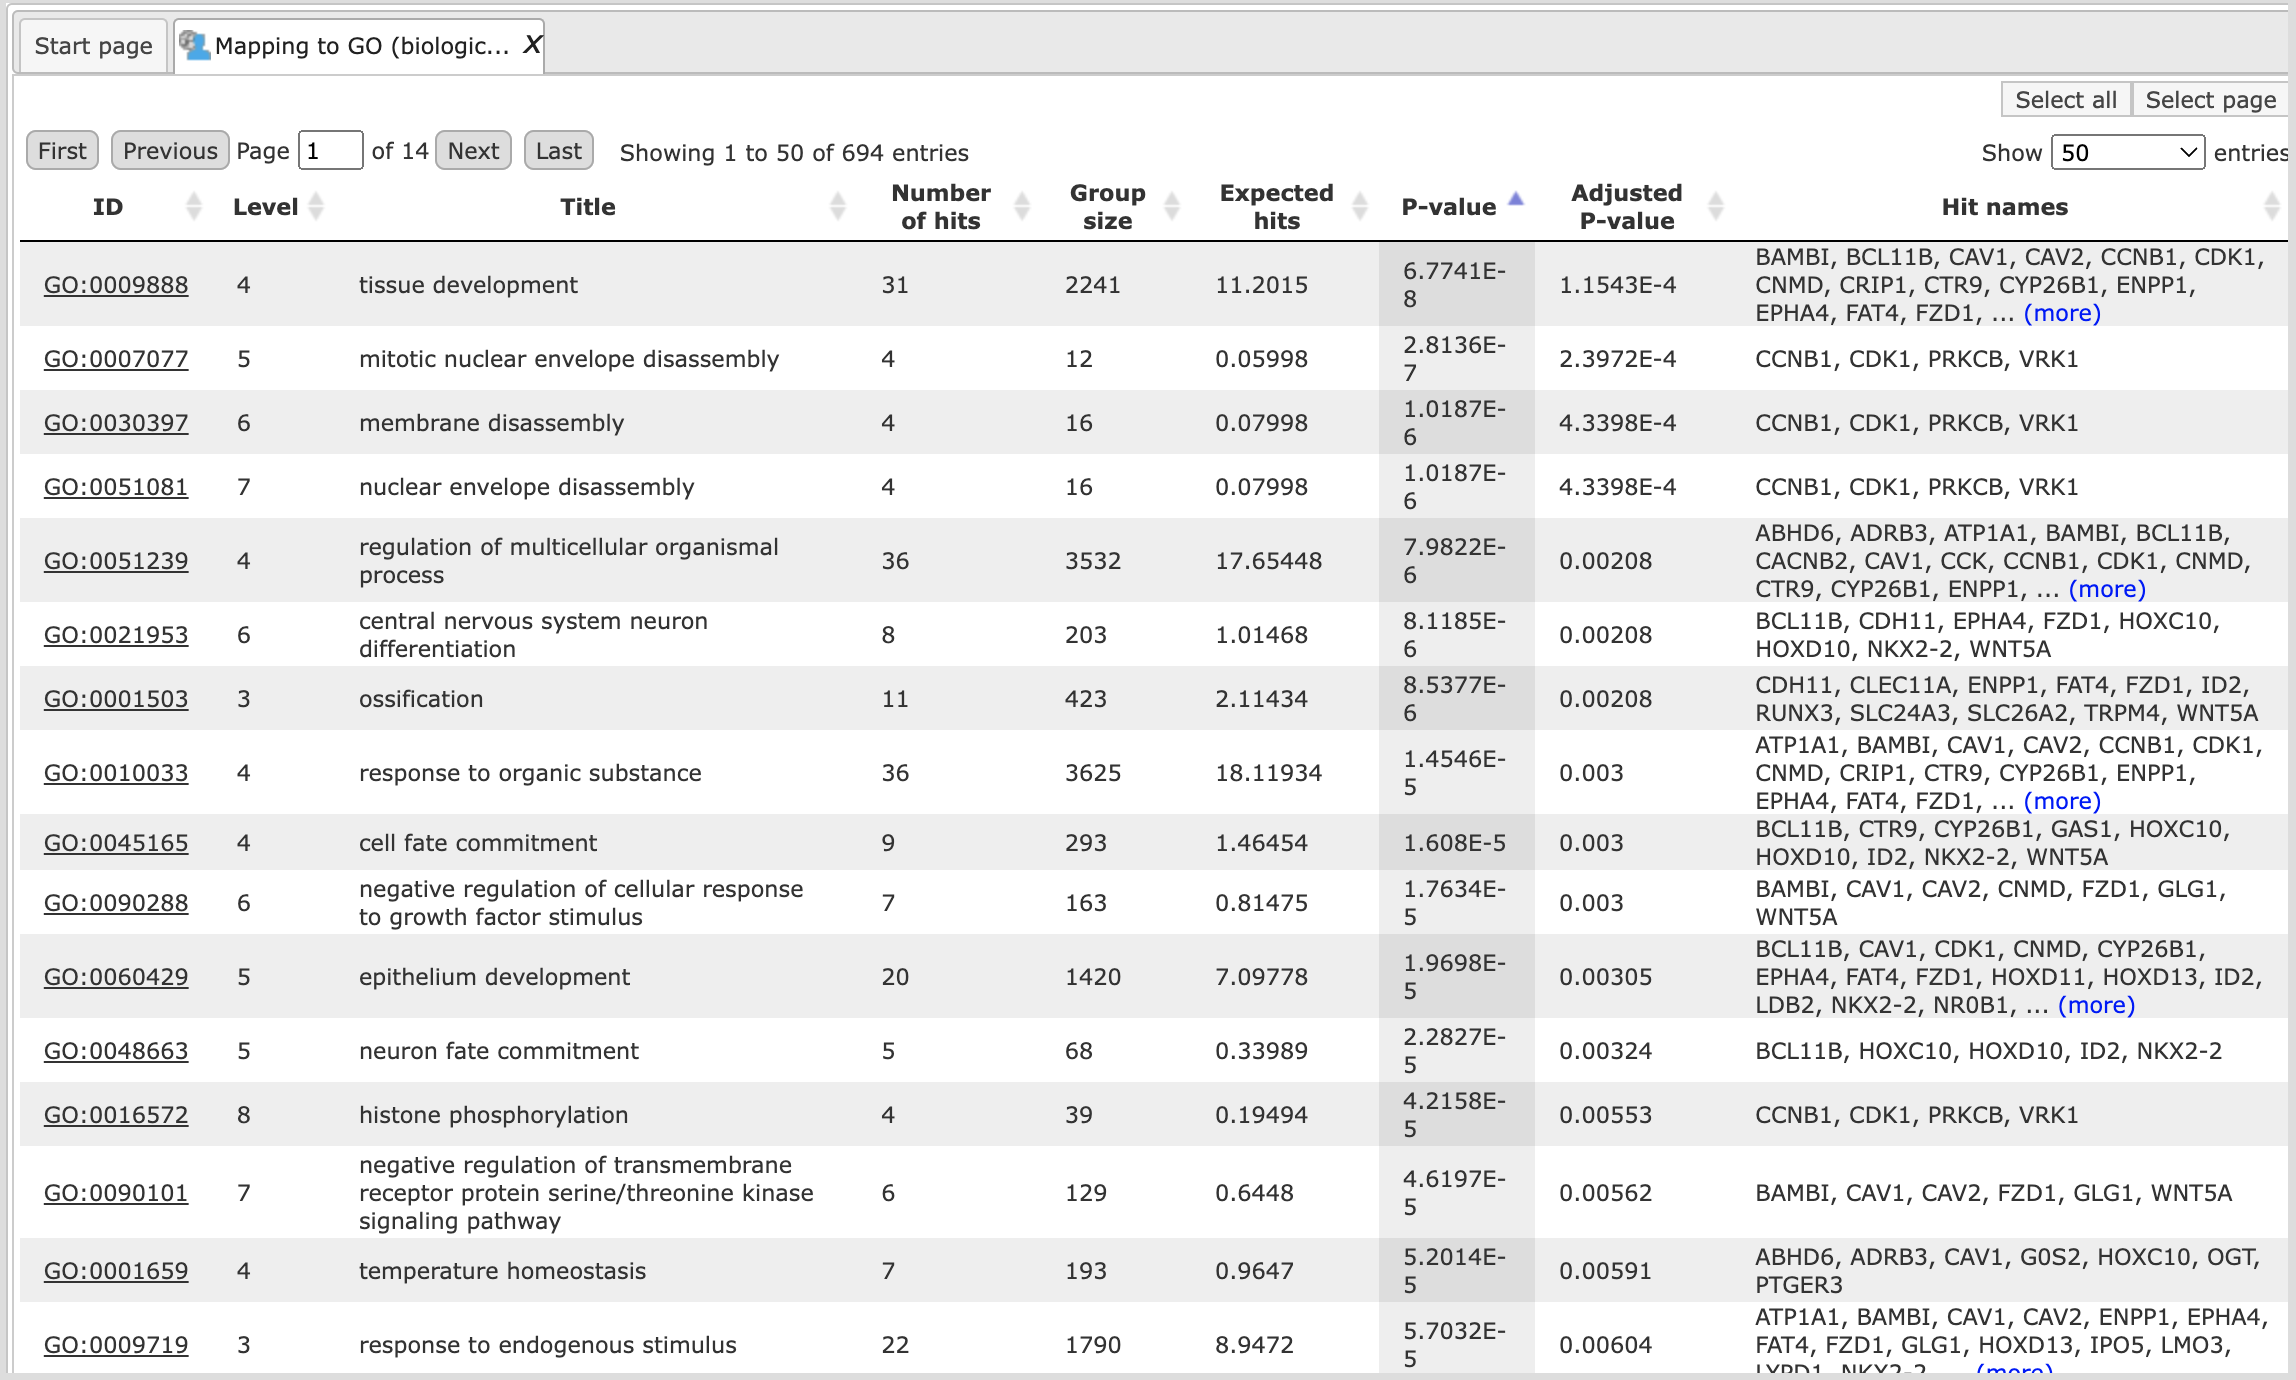 Start page
Mapping to GO (biologic... X
Select all Select page
First Previous Page 1 of 14 Next Last Showing 1 to 50 of 694 entries Show 50 entries
ID Level Title Number of hits Group size Expected hits P-value Adjusted P-value Hit names
GO:0009888 4 tissue development 31 2241 11.2015 6.7741E-8 1.1543E-4 BAMBI, BCL11B, CAV1, CAV2, CCNB1, CDK1,
CNMD, CRIP1, CTR9, CYP26B1, ENPP1,
EPHA4, FAT4, FZD1, ... (more)
GO:0007077 5 mitotic nuclear envelope disassembly 4 12 0.05998 2.8136E-7 2.3972E-4 CCNB1, CDK1, PRKCB, VRK1
GO:0030397 6 membrane disassembly 4 16 0.07998 1.0187E-6 4.3398E-4 CCNB1, CDK1, PRKCB, VRK1
GO:0051081 7 nuclear envelope disassembly 4 16 0.07998 1.0187E-6 4.3398E-4 CCNB1, CDK1, PRKCB, VRK1
GO:0051239 4 regulation of multicellular organismal process 36 3532 17.65448 7.9822E-6 0.00208 ABHD6, ADRB3, ATP1A1, BAMBI, BCL11B,
CACNB2, CAV1, CCK, CCNB1, CDK1, CNMD,
CTR9, CYP26B1, ENPP1, ... (more)
GO:0021953 6 central nervous system neuron differentiation 8 203 1.01468 8.1185E-6 0.00208 BCL11B, CDH11, EPHA4, FZD1, HOXC10,
HOXD10, NKX2-2, WNT5A
GO:0001503 3 ossification 11 423 2.11434 8.5377E-6 0.00208 CDH11, CLEC11A, ENPP1, FAT4, FZD1, ID2,
RUNX3, SLC24A3, SLC26A2, TRPM4, WNT5A
GO:0010033 4 response to organic substance 36 3625 18.11934 1.4546E-5 0.003 ATP1A1, BAMBI, CAV1, CAV2, CCNB1, CDK1,
CNMD, CRIP1, CTR9, CYP26B1, ENPP1,
EPHA4, FAT4, FZD1, ... (more)
GO:0045165 4 cell fate commitment 9 293 1.46454 1.608E-5 0.003 BCL11B, CTR9, CYP26B1, GAS1, HOXC10,
HOXD10, ID2, NKX2-2, WNT5A
GO:0090288 6 negative regulation of cellular response to growth factor stimulus 7 163 0.81475 1.7634E-5 0.003 BAMBI, CAV1, CAV2, CNMD, FZD1, GLG1,
WNT5A
GO:0060429 5 epithelium development 20 1420 7.09778 1.9698E-5 0.00305 BCL11B, CAV1, CDK1, CNMD, CYP26B1,
EPHA4, FAT4, FZD1, HOXD11, HOXD13, ID2,
LDB2, NKX2-2, NR0B1, ... (more)
GO:0048663 5 neuron fate commitment 5 68 0.33989 2.2827E-5 0.00324 BCL11B, HOXC10, HOXD10, ID2, NKX2-2
GO:0016572 8 histone phosphorylation 4 39 0.19494 4.2158E-5 0.00553 CCNB1, CDK1, PRKCB, VRK1
GO:0090101 7 negative regulation of transmembrane receptor protein serine/threonine kinase signaling pathway 6 129 0.6448 4.6197E-5 0.00562 BAMBI, CAV1, CAV2, FZD1, GLG1, WNT5A
GO:0001659 4 temperature homeostasis 7 193 0.9647 5.2014E-5 0.00591 ABHD6, ADRB3, CAV1, G0S2, HOXC10, OGT,
PTGER3
GO:0009719 3 response to endogenous stimulus 22 1790 8.9472 5.7032E-5 0.00604 ATP1A1, BAMBI, CAV1, CAV2, ENPP1, EPHA4,
FAT4, FZD1, GLG1, HOXD13, IPO5, LMO3,
LYPD1, NKX2-2, ... (more)